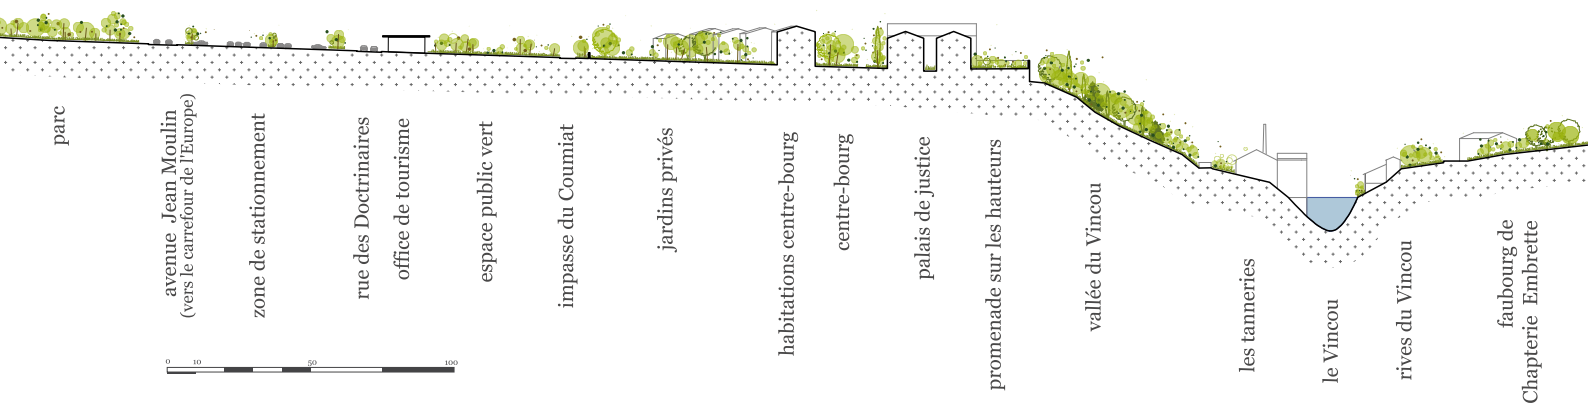 parc
avenue Jean Moulin
(vers le carrefour de l'Europe)
zone de stationnement
rue des Doctrinaires
office de tourisme
espace public vert
impasse du Coumiat
jardins privés
habitations centre-bourg
centre-bourg
palais de justice
promenade sur les hauteurs
vallée du Vincou
les tanneries
le Vincou
rives du Vincou
faubourg de
Chapterie Embrette
0 10 50 100